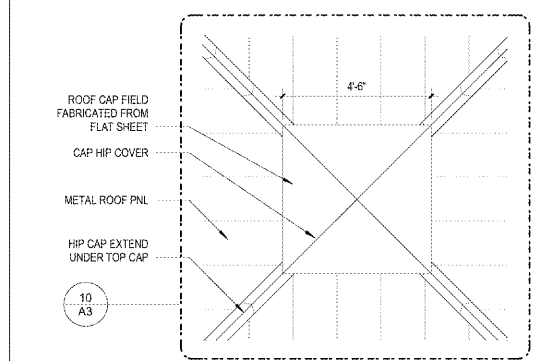 4'-6"
ROOF CAP FIELD
FABRICATED FROM
FLAT SHEET
CAP HIP COVER
METAL ROOF PNL
HIP CAP EXTEND
UNDER TOP CAP
10
A3